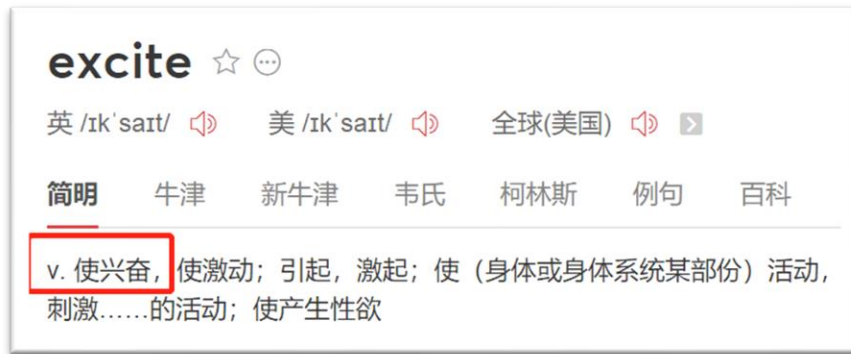 excite
英 /ɪkˈsaɪt/ 美 /ɪkˈsaɪt/ 全球(美国)
简明 牛津 新牛津 韦氏 柯林斯 例句 百科
v. 使兴奋，使激动；引起，激起；使（身体或身体系统某部份）活动，
刺激……的活动；使产生性欲